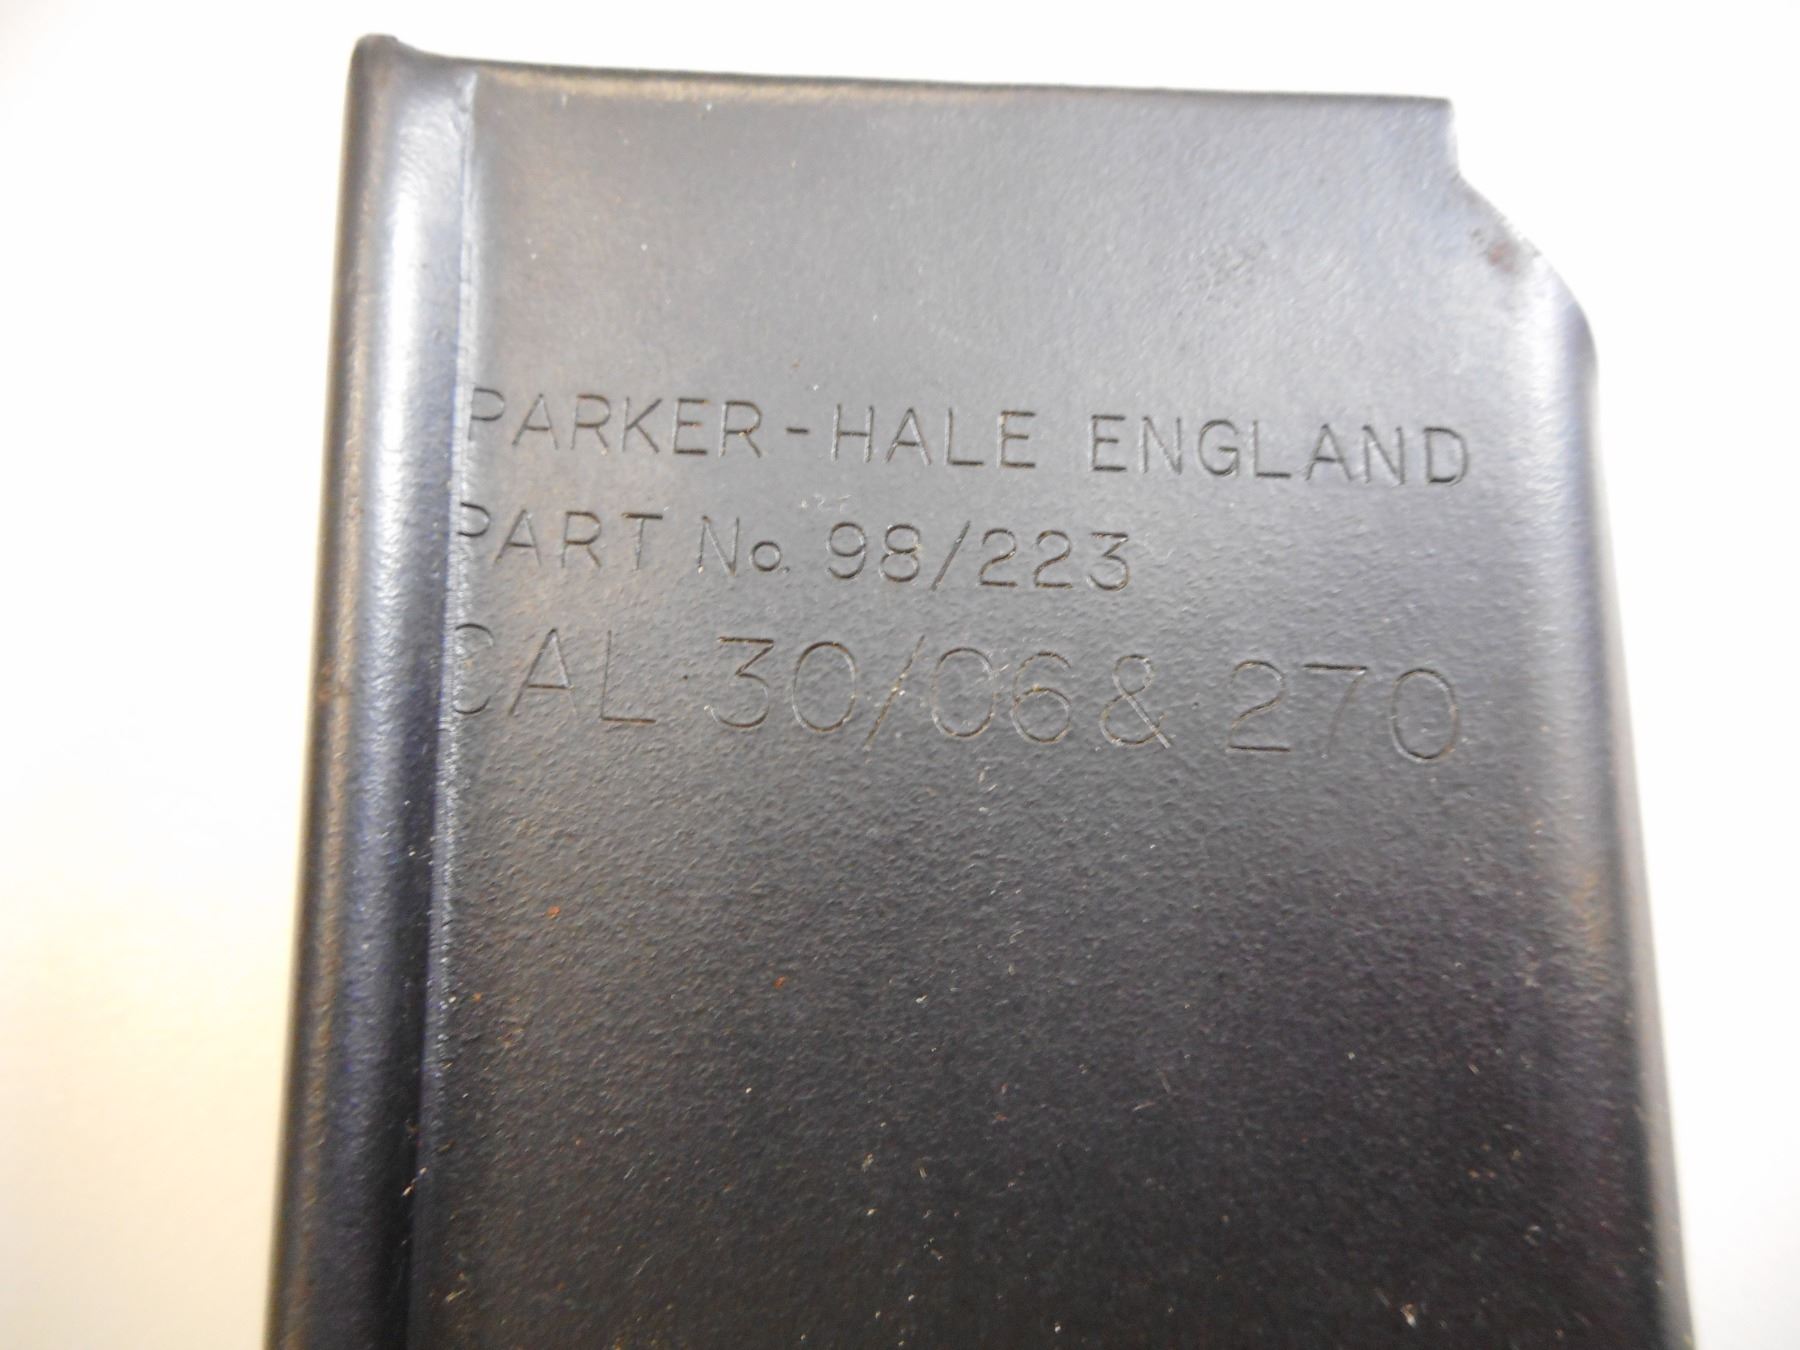 PARKER-HALE ENGLAND
PART No. 98/223
CAL 30/06 & 270